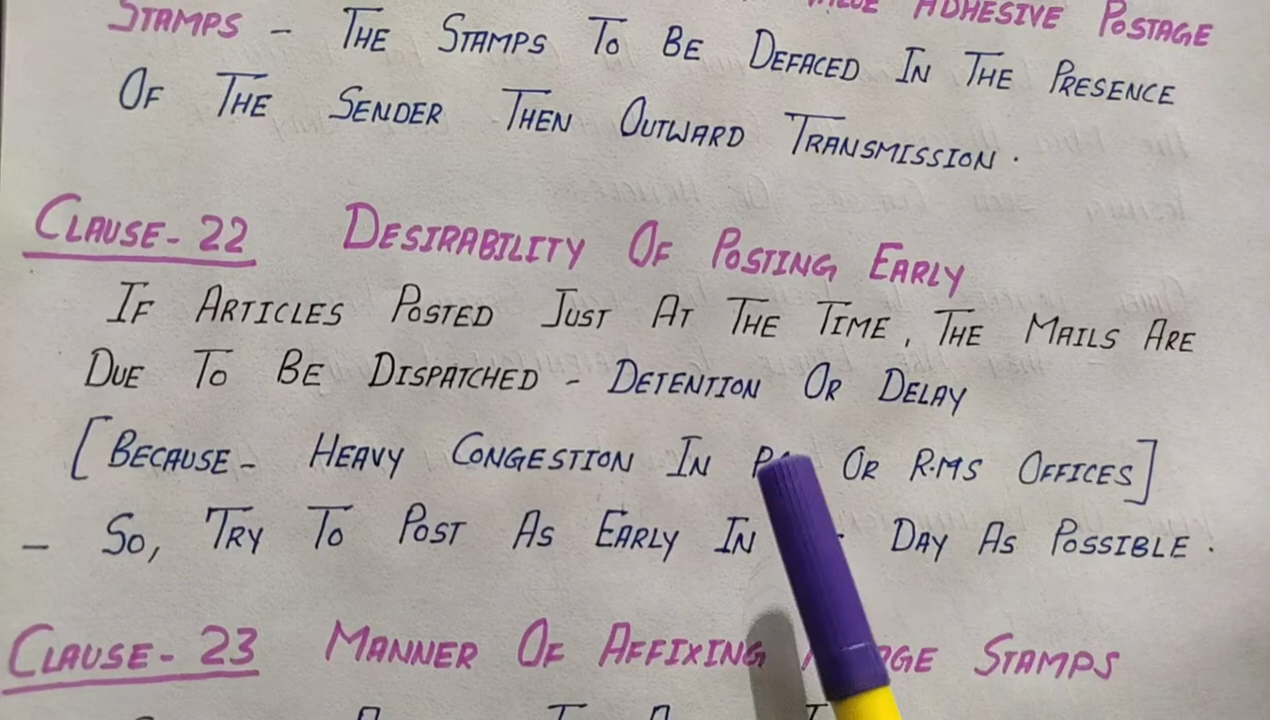 ADHESIVE POSTAGE
STAMPS - THE STAMPS TO BE DEFACED IN THE PRESENCE
OF THE SENDER THEN OUTWARD TRANSMISSION.
CLAUSE-22 DESIRABILITY OF POSTING EARLY
IF ARTICLES POSTED JUST AT THE TIME, THE MAILS ARE
DUE TO BE DISPATCHED - DETENTION OR DELAY
[BECAUSE- HEAVY CONGESTION IN OR R.M.S OFFICES]
- SO, TRY TO POST AS EARLY IN DAY AS POSSIBLE.
CLAUSE-23 MANNER OF AFFIXING STAMPS